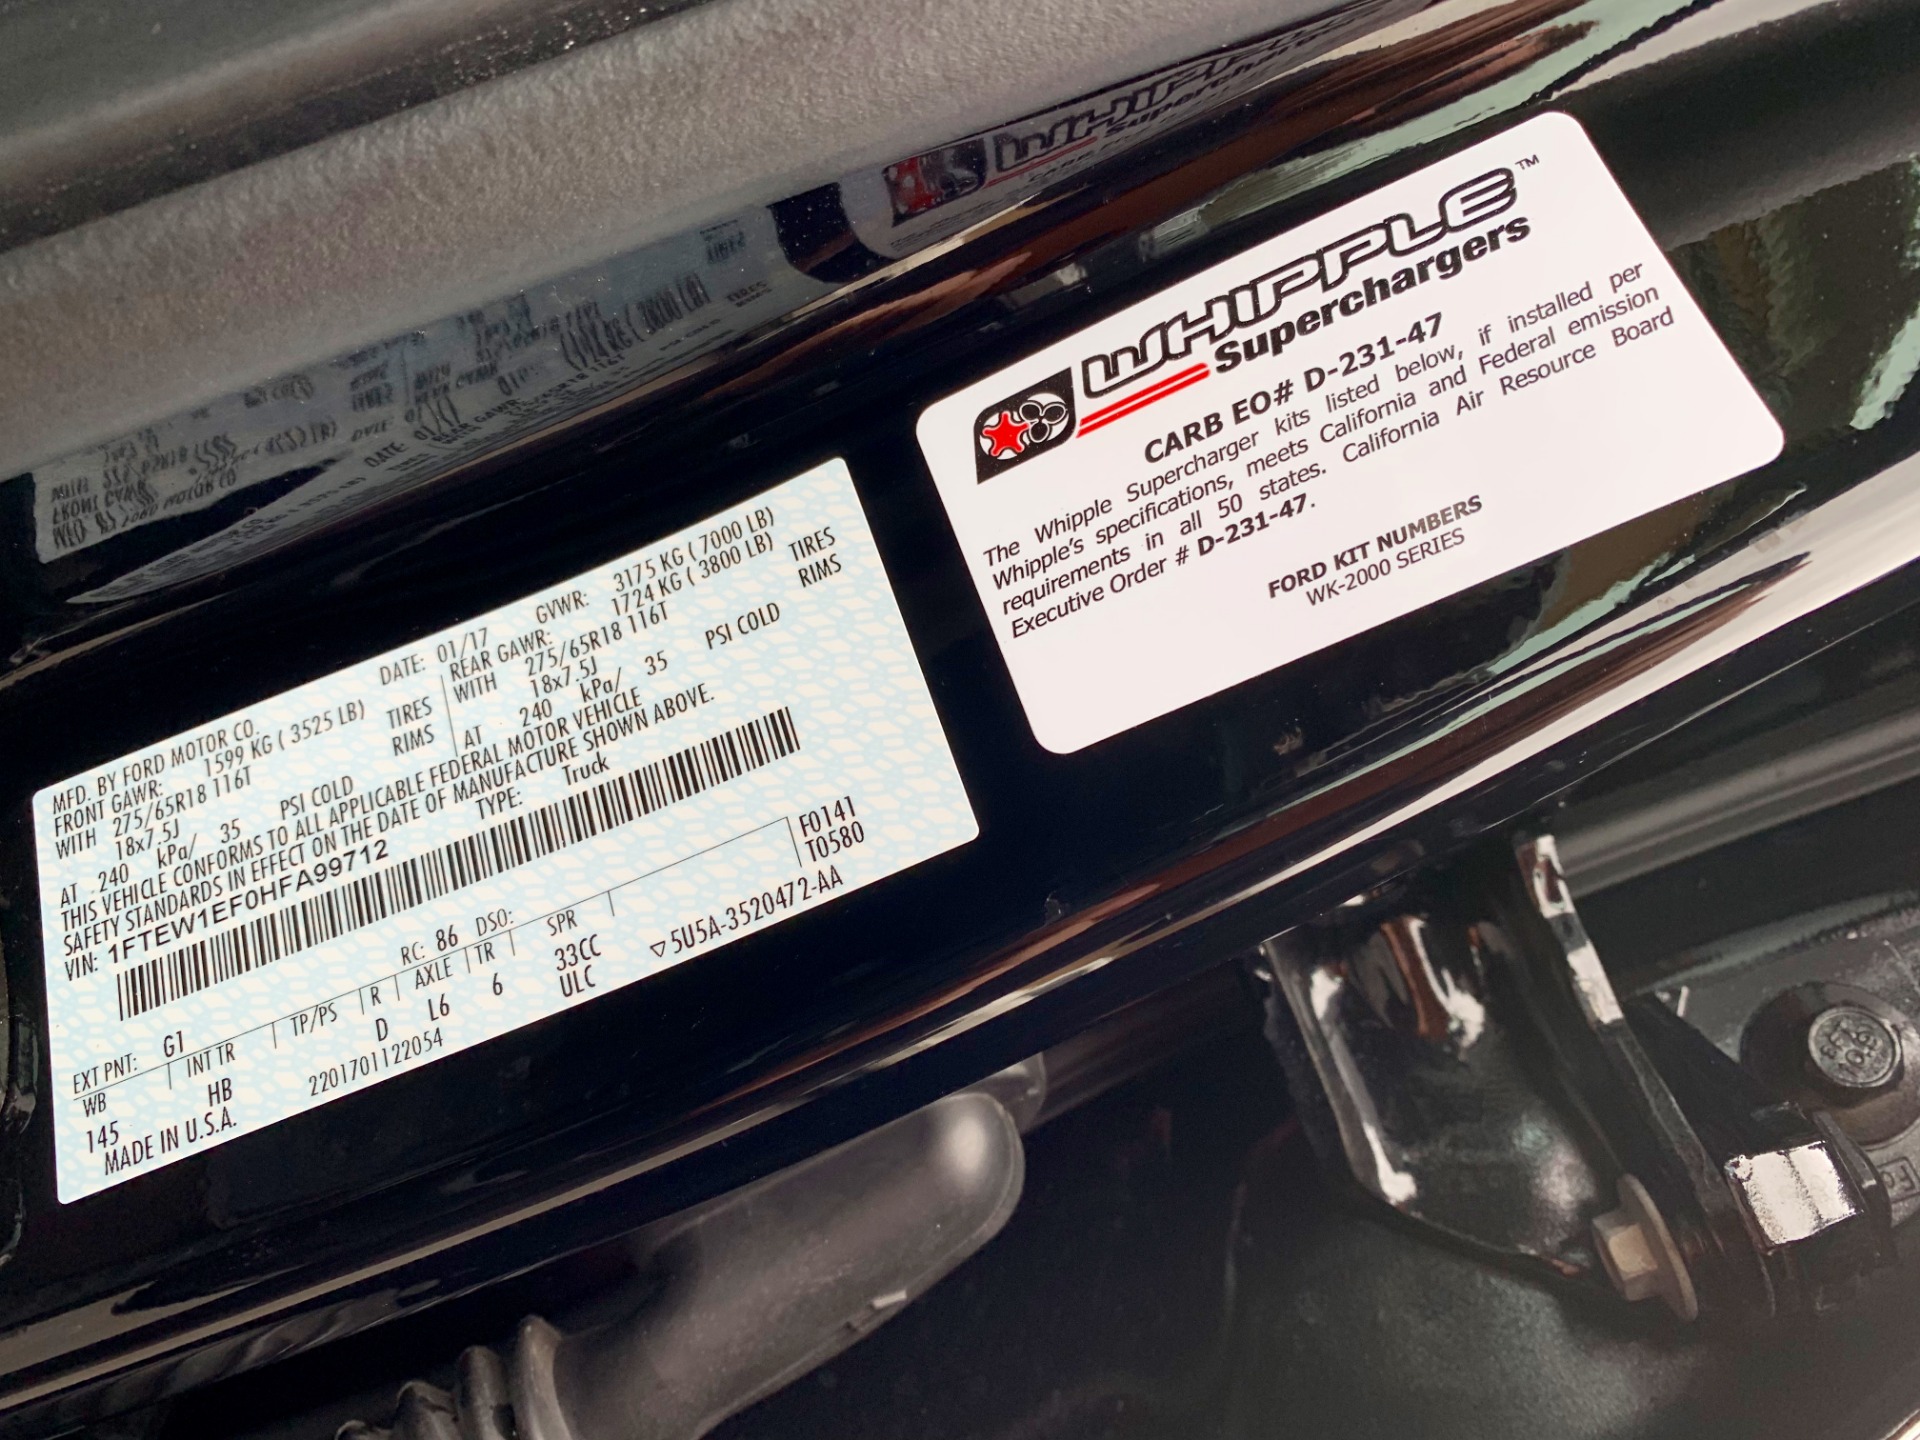 MFD. BY FORD MOTOR CO.
DATE: 01/17
GVWR: 3175 KG ( 7000 LB)
FRONT GAWR: 1599 KG ( 3525 LB)
REAR GAWR: 1724 KG ( 3800 LB)
WITH 275/65R18 116T TIRES
WITH 275/65R18 116T TIRES
18x7.5J RIMS
18x7.5J RIMS
AT 240 kPa/ 35 PSI COLD
AT 240 kPa/ 35 PSI COLD
THIS VEHICLE CONFORMS TO ALL APPLICABLE FEDERAL MOTOR VEHICLE
SAFETY STANDARDS IN EFFECT ON THE DATE OF MANUFACTURE SHOWN ABOVE.
VIN: 1FTEW1EF0HFA99712
TYPE: Truck
F0141
T0580
EXT PNT: G1
RC: 86 DSO:
WB INT TR TP/PS R AXLE TR SPR
145 HB D L6 6 33CC
ULC
MADE IN U.S.A.
2201701122054
▽5U5A-3520472-AA
WHIPPLE™
Superchargers
CARB EO# D-231-47
The Whipple Supercharger kits listed below, if installed per
Whipple's specifications, meets California and Federal emission
requirements in all 50 states. California Air Resource Board
Executive Order # D-231-47.
FORD KIT NUMBERS
WK-2000 SERIES